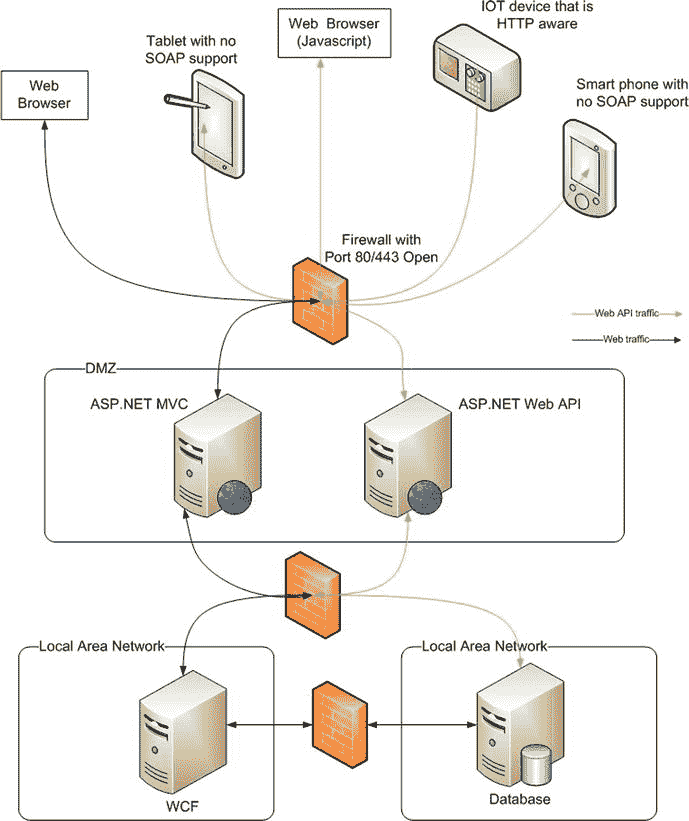 IOT device that is
HTTP aware
Web Browser
(Javascript)
Tablet with no
SOAP support
Web
Browser
Smart phone with
no SOAP support
Firewall with
Port 80/443 Open
Web API traffic
Web traffic
DMZ
ASP.NET MVC
ASP.NET Web API
Local Area Network
Local Area Network
WCF
Database